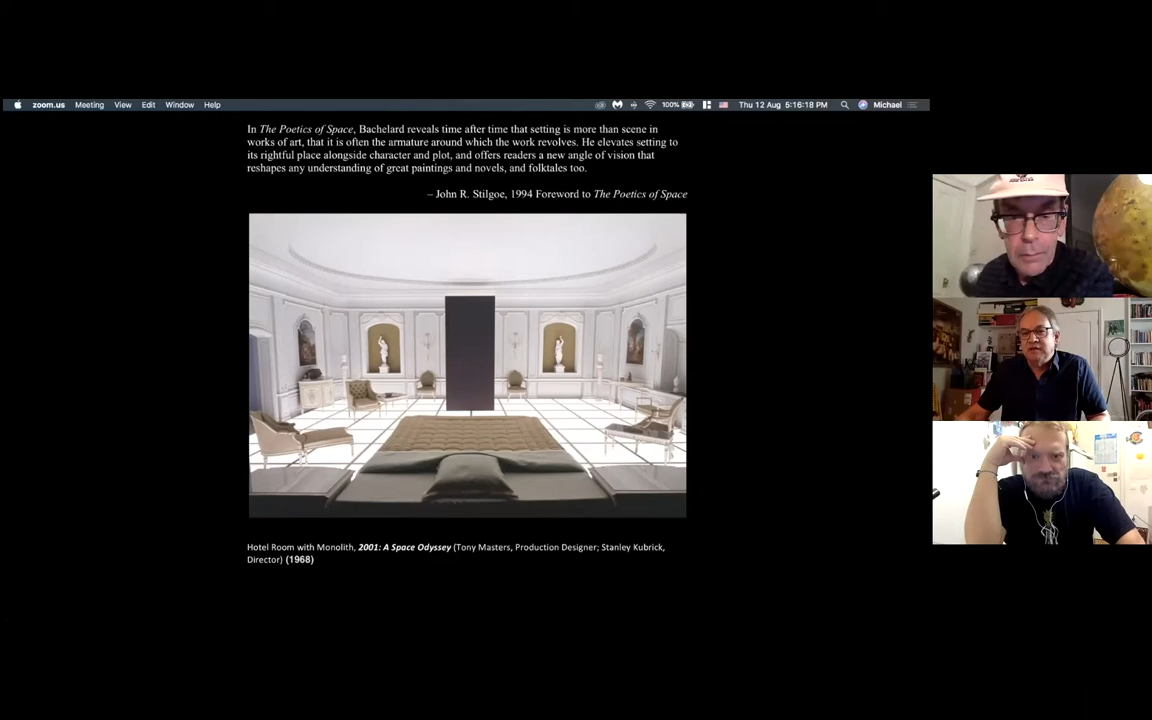 zoom.us Meeting View Edit Window Help 100% Thu 12 Aug 5:16:18 PM Michael
In The Poetics of Space, Bachelard reveals time after time that setting is more than scene in
works of art, that it is often the armature around which the work revolves. He elevates setting to
its rightful place alongside character and plot, and offers readers a new angle of vision that
reshapes any understanding of great paintings and novels, and folktales too.
– John R. Stilgoe, 1994 Foreword to The Poetics of Space
Hotel Room with Monolith, 2001: A Space Odyssey (Tony Masters, Production Designer; Stanley Kubrick,
Director) (1968)